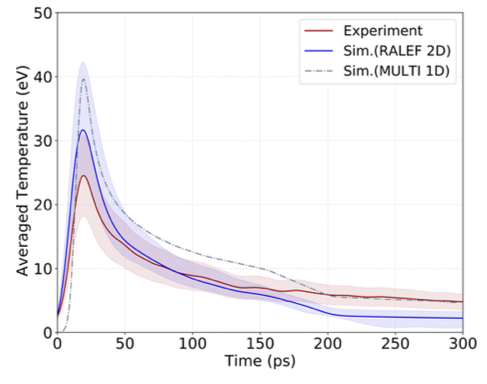 50
40
30
20
10
0
Averaged Temperature (eV)
Experiment
Sim.(RALEF 2D)
Sim.(MULTI 1D)
0 50 100 150 200 250 300
Time (ps)